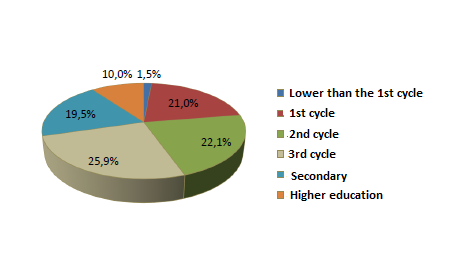 10,0% 1,5%
21,0%
19,5%
22,1%
25,9%
Lower than the 1st cycle
1st cycle
2nd cycle
3rd cycle
Secondary
Higher education